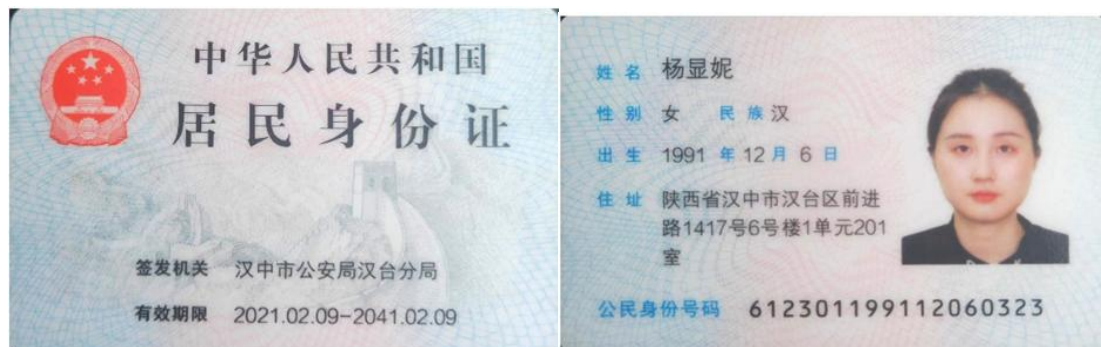 中华人民共和国
居民身份证
签发机关 汉中市公安局汉台分局
有效期限 2021.02.09-2041.02.09
姓名 杨显妮
性别 女 民族 汉
出生 1991 年 12 月 6 日
住址 陕西省汉中市汉台区前进
路1417号6号楼1单元201
室
公民身份号码 612301199112060323